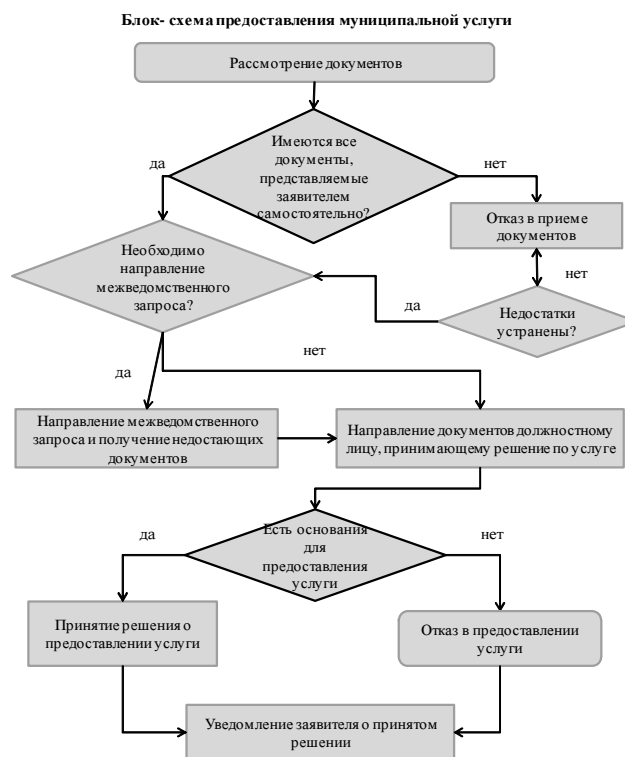 Блок- схема предоставления муниципальной услуги
Рассмотрение документов
Имеются все
документы,
представляемые
заявителем
самостоятельно?
да
нет
Отказ в приеме
документов
Необходимо
направление
межведомственного
запроса?
нет
да
Недостатки
устранены?
нет
да
Направление межведомственного
запроса и получение недостающих
документов
Направление документов должностному
лицу, принимающему решение по услуге
Есть основания
для
предоставления
услуги
да
нет
Принятие решения о
предоставлении услуги
Отказ в предоставлении
услуги
Уведомление заявителя о принятом
решении